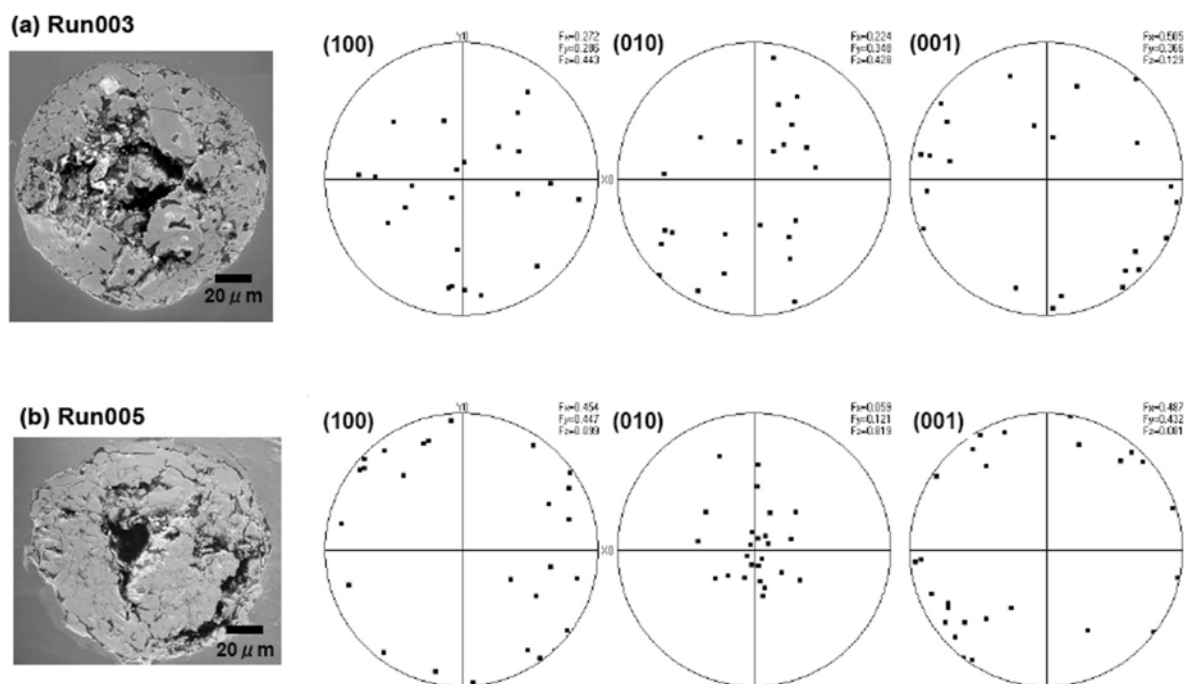 (a) Run003
20 μ m
(100)
Y0
Fx=0.272
Fy=0.286
Fz=0.443
X0
(010)
Fx=0.224
Fy=0.348
Fz=0.428
(001)
Fx=0.505
Fy=0.366
Fz=0.129
(b) Run005
20 μ m
(100)
Y0
Fx=0.454
Fy=0.447
Fz=0.099
X0
(010)
Fx=0.059
Fy=0.121
Fz=0.819
(001)
Fx=0.487
Fy=0.432
Fz=0.081